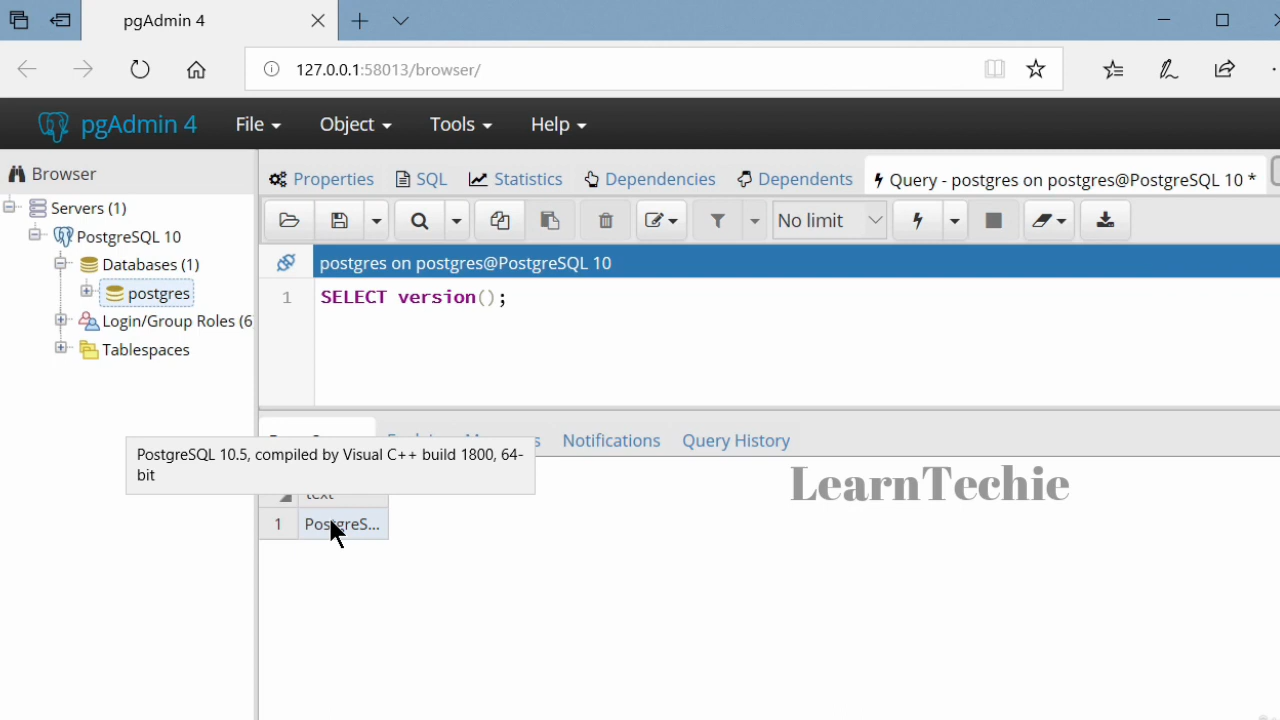 pgAdmin 4
127.0.0.1:58013/browser/
pgAdmin 4 File Object Tools Help
Browser
Properties SQL Statistics Dependencies Dependents Query - postgres on postgres@PostgreSQL 10 *
Servers (1)
PostgreSQL 10
Databases (1)
postgres
Login/Group Roles (6
Tablespaces
No limit
postgres on postgres@PostgreSQL 10
1 SELECT version();
Notifications Query History
PostgreSQL 10.5, compiled by Visual C++ build 1800, 64-
bit
text
LearnTechie
1 PostgreS...